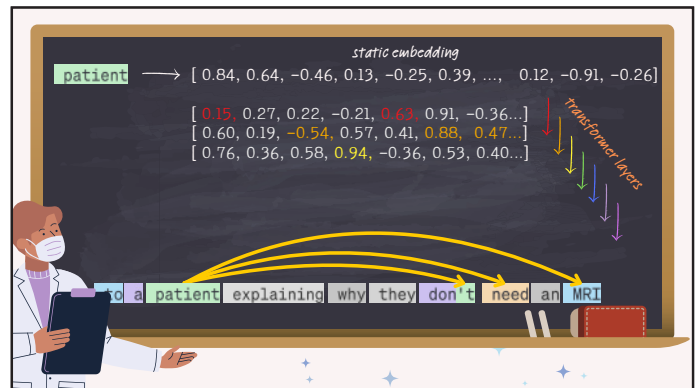 static embedding
patient [ 0.84, 0.64, −0.46, 0.13, −0.25, 0.39, ..., 0.12, −0.91, −0.26]
[ 0.15, 0.27, 0.22, −0.21, 0.63, 0.91, −0.36...]
[ 0.60, 0.19, −0.54, 0.57, 0.41, 0.88, 0.47...]
[ 0.76, 0.36, 0.58, 0.94, −0.36, 0.53, 0.40...]
transformer layers
to a patient explaining why they don't need an MRI